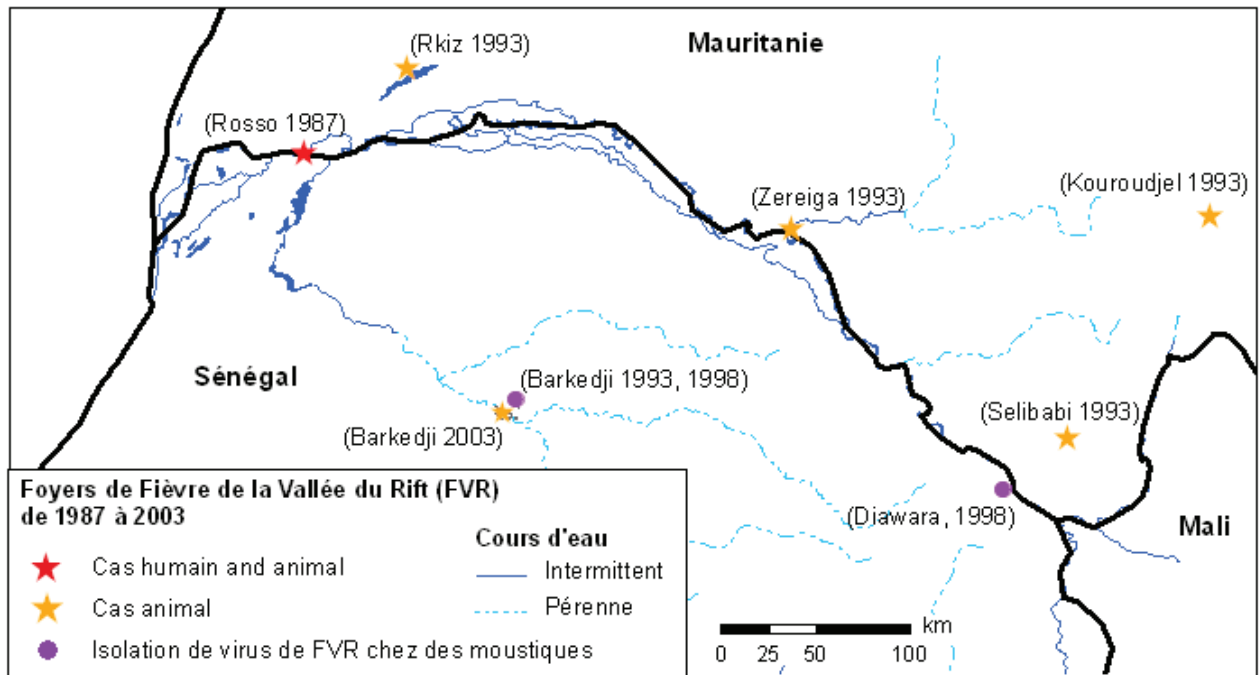 Mauritanie
(Rkiz 1993)
(Rosso 1987)
(Kouroudjel 1993)
(Zereiga 1993)
Sénégal
(Barkedji 1993, 1998)
(Selibabi 1993)
(Barkedji 2003)
(Diawara, 1998)
Mali
Foyers de Fièvre de la Vallée du Rift (FVR)
de 1987 à 2003
Cas humain and animal
Cas animal
Isolation de virus de FVR chez des moustiques
Cours d'eau
Intermittent
Pérenne
km
0 25 50 100